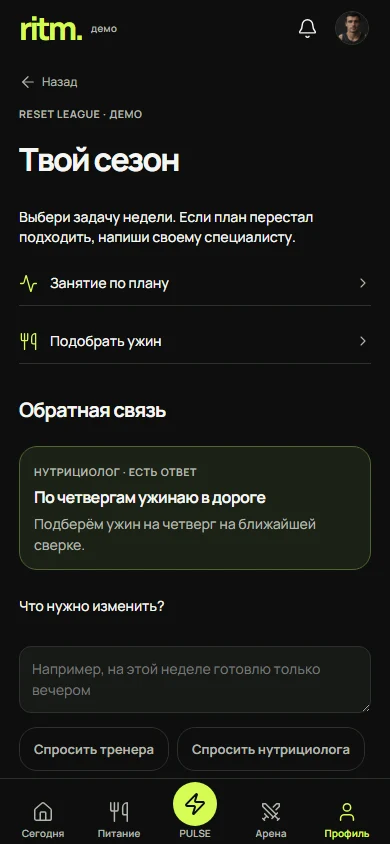 ritm. демо
Назад
RESET LEAGUE · ДЕМО
Твой сезон
Выбери задачу недели. Если план перестал
подходить, напиши своему специалисту.
Занятие по плану
Подобрать ужин
Обратная связь
НУТРИЦИОЛОГ · ЕСТЬ ОТВЕТ
По четвергам ужинаю в дороге
Подберём ужин на четверг на ближайшей
сверке.
Что нужно изменить?
Например, на этой неделе готовлю только
вечером
Спросить тренера Спросить нутрициолога
Сегодня Питание PULSE Арена Профиль